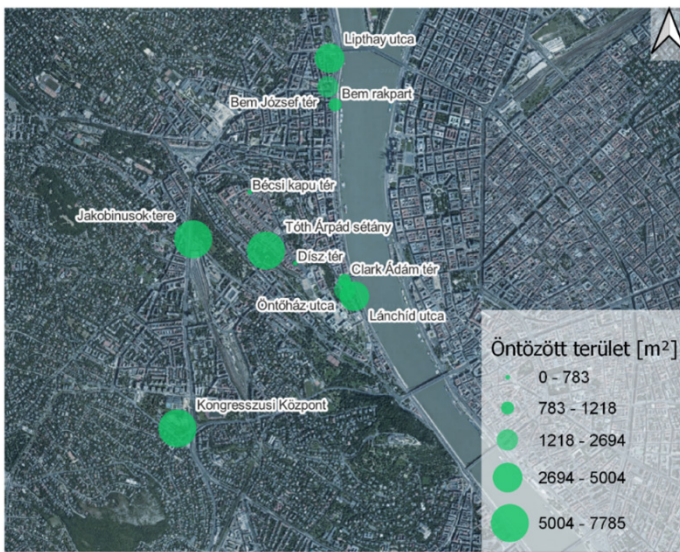 Lipthay utca
Bem rakpart
Bem József tér
Bécsi kapu tér
Jakobinusok tere
Tóth Árpád sétány
Dísz tér
Clark Ádám tér
Öntőház utca
Lánchíd utca
Kongresszusi Központ
Öntözött terület [m²]
0 - 783
783 - 1218
1218 - 2694
2694 - 5004
5004 - 7785